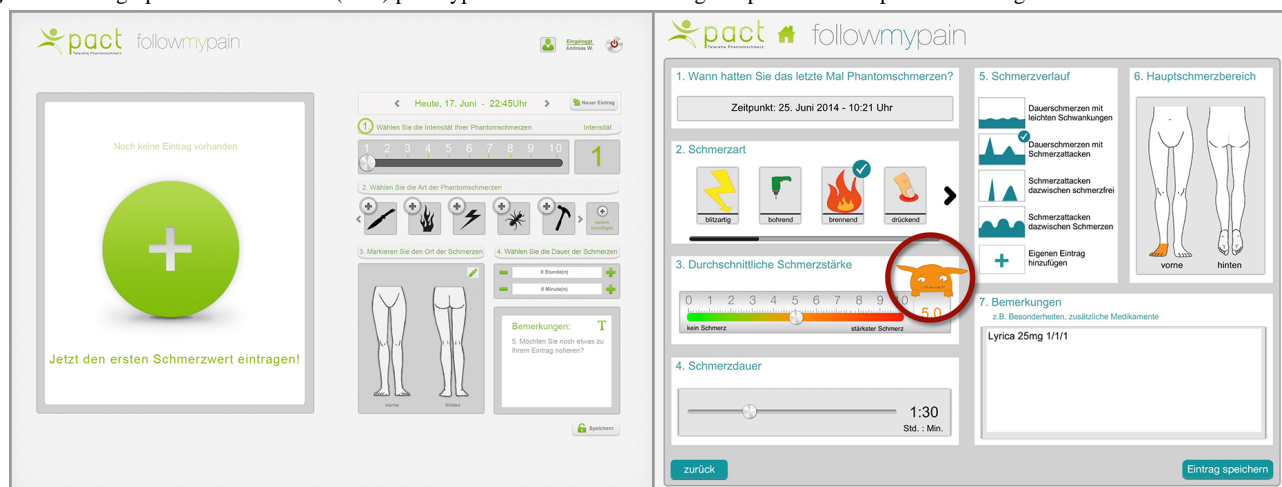 pact followmypain
Telereha Phantomschmerz
Eingeloggt
Andreas W.
Noch keine Eintrag vorhanden
Jetzt den ersten Schmerzwert eintragen!
Heute, 17. Juni - 22:45Uhr
Neuer Eintrag
1. Wählen Sie die Intensität Ihrer Phantomschmerzen
Intensität
1 2 3 4 5 6 7 8 9 10
1
2. Wählen Sie die Art der Phantomschmerzen
3. Markieren Sie den Ort der Schmerzen
4. Wählen Sie die Dauer der Schmerzen
0 Stunde(n)
0 Minute(n)
vorne hinten
Bemerkungen: T
5. Möchten Sie noch etwas zu
Ihrem Eintrag notieren?
Speichern
pact followmypain
Telereha Phantomschmerz
1. Wann hatten Sie das letzte Mal Phantomschmerzen?
Zeitpunkt: 25. Juni 2014 - 10:21 Uhr
2. Schmerzart
blitzartig bohrend brennend drückend
3. Durchschnittliche Schmerzstärke
0 1 2 3 4 5 6 7 8 9 10
5.0
kein Schmerz stärkster Schmerz
4. Schmerzdauer
1:30
Std. : Min.
5. Schmerzverlauf
Dauerschmerzen mit
leichten Schwankungen
Dauerschmerzen mit
Schmerzattacken
Schmerzattacken
dazwischen schmerzfrei
Schmerzattacken
dazwischen Schmerzen
Eigenen Eintrag
hinzufügen
6. Hauptschmerzbereich
vorne hinten
7. Bemerkungen
z.B. Besonderheiten, zusätzliche Medikamente
Lyrica 25mg 1/1/1
zurück
Eintrag speichern